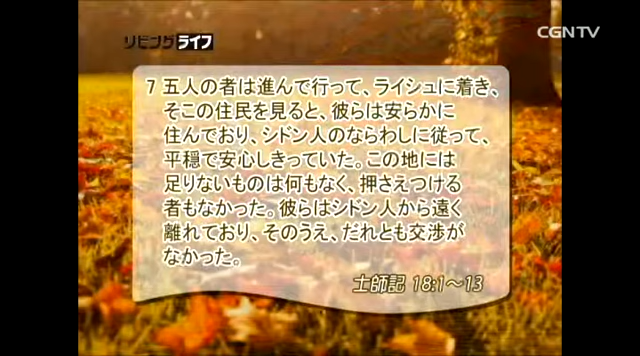 リビングライフ
CGNTV
7 五人の者は進んで行って、ライシュに着き、
そこの住民を見ると、彼らは安らかに
住んでおり、シドン人のならわしに従って、
平穏で安心しきっていた。この地には
足りないものは何もなく、押さえつける
者もなかった。彼らはシドン人から遠く
離れており、そのうえ、だれとも交渉が
なかった。
士師記 18:1～13